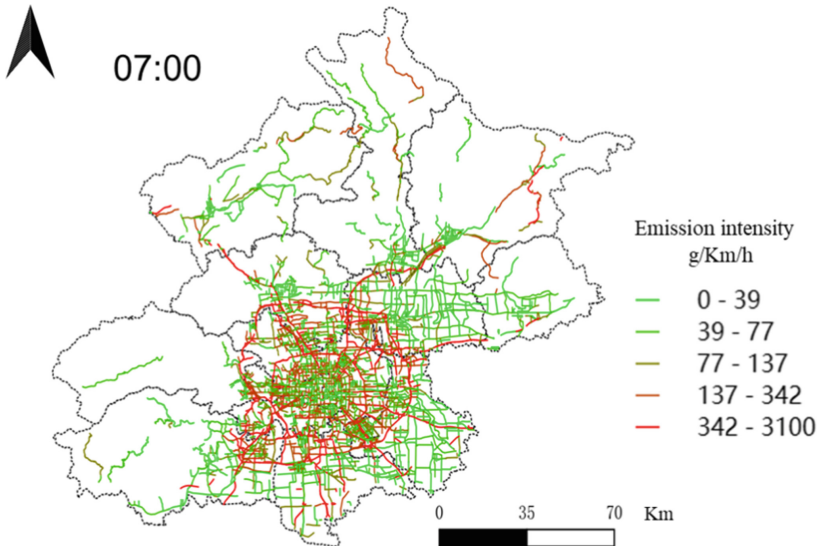 07:00
Emission intensity
g/Km/h
0 - 39
39 - 77
77 - 137
137 - 342
342 - 3100
0 35 70 Km